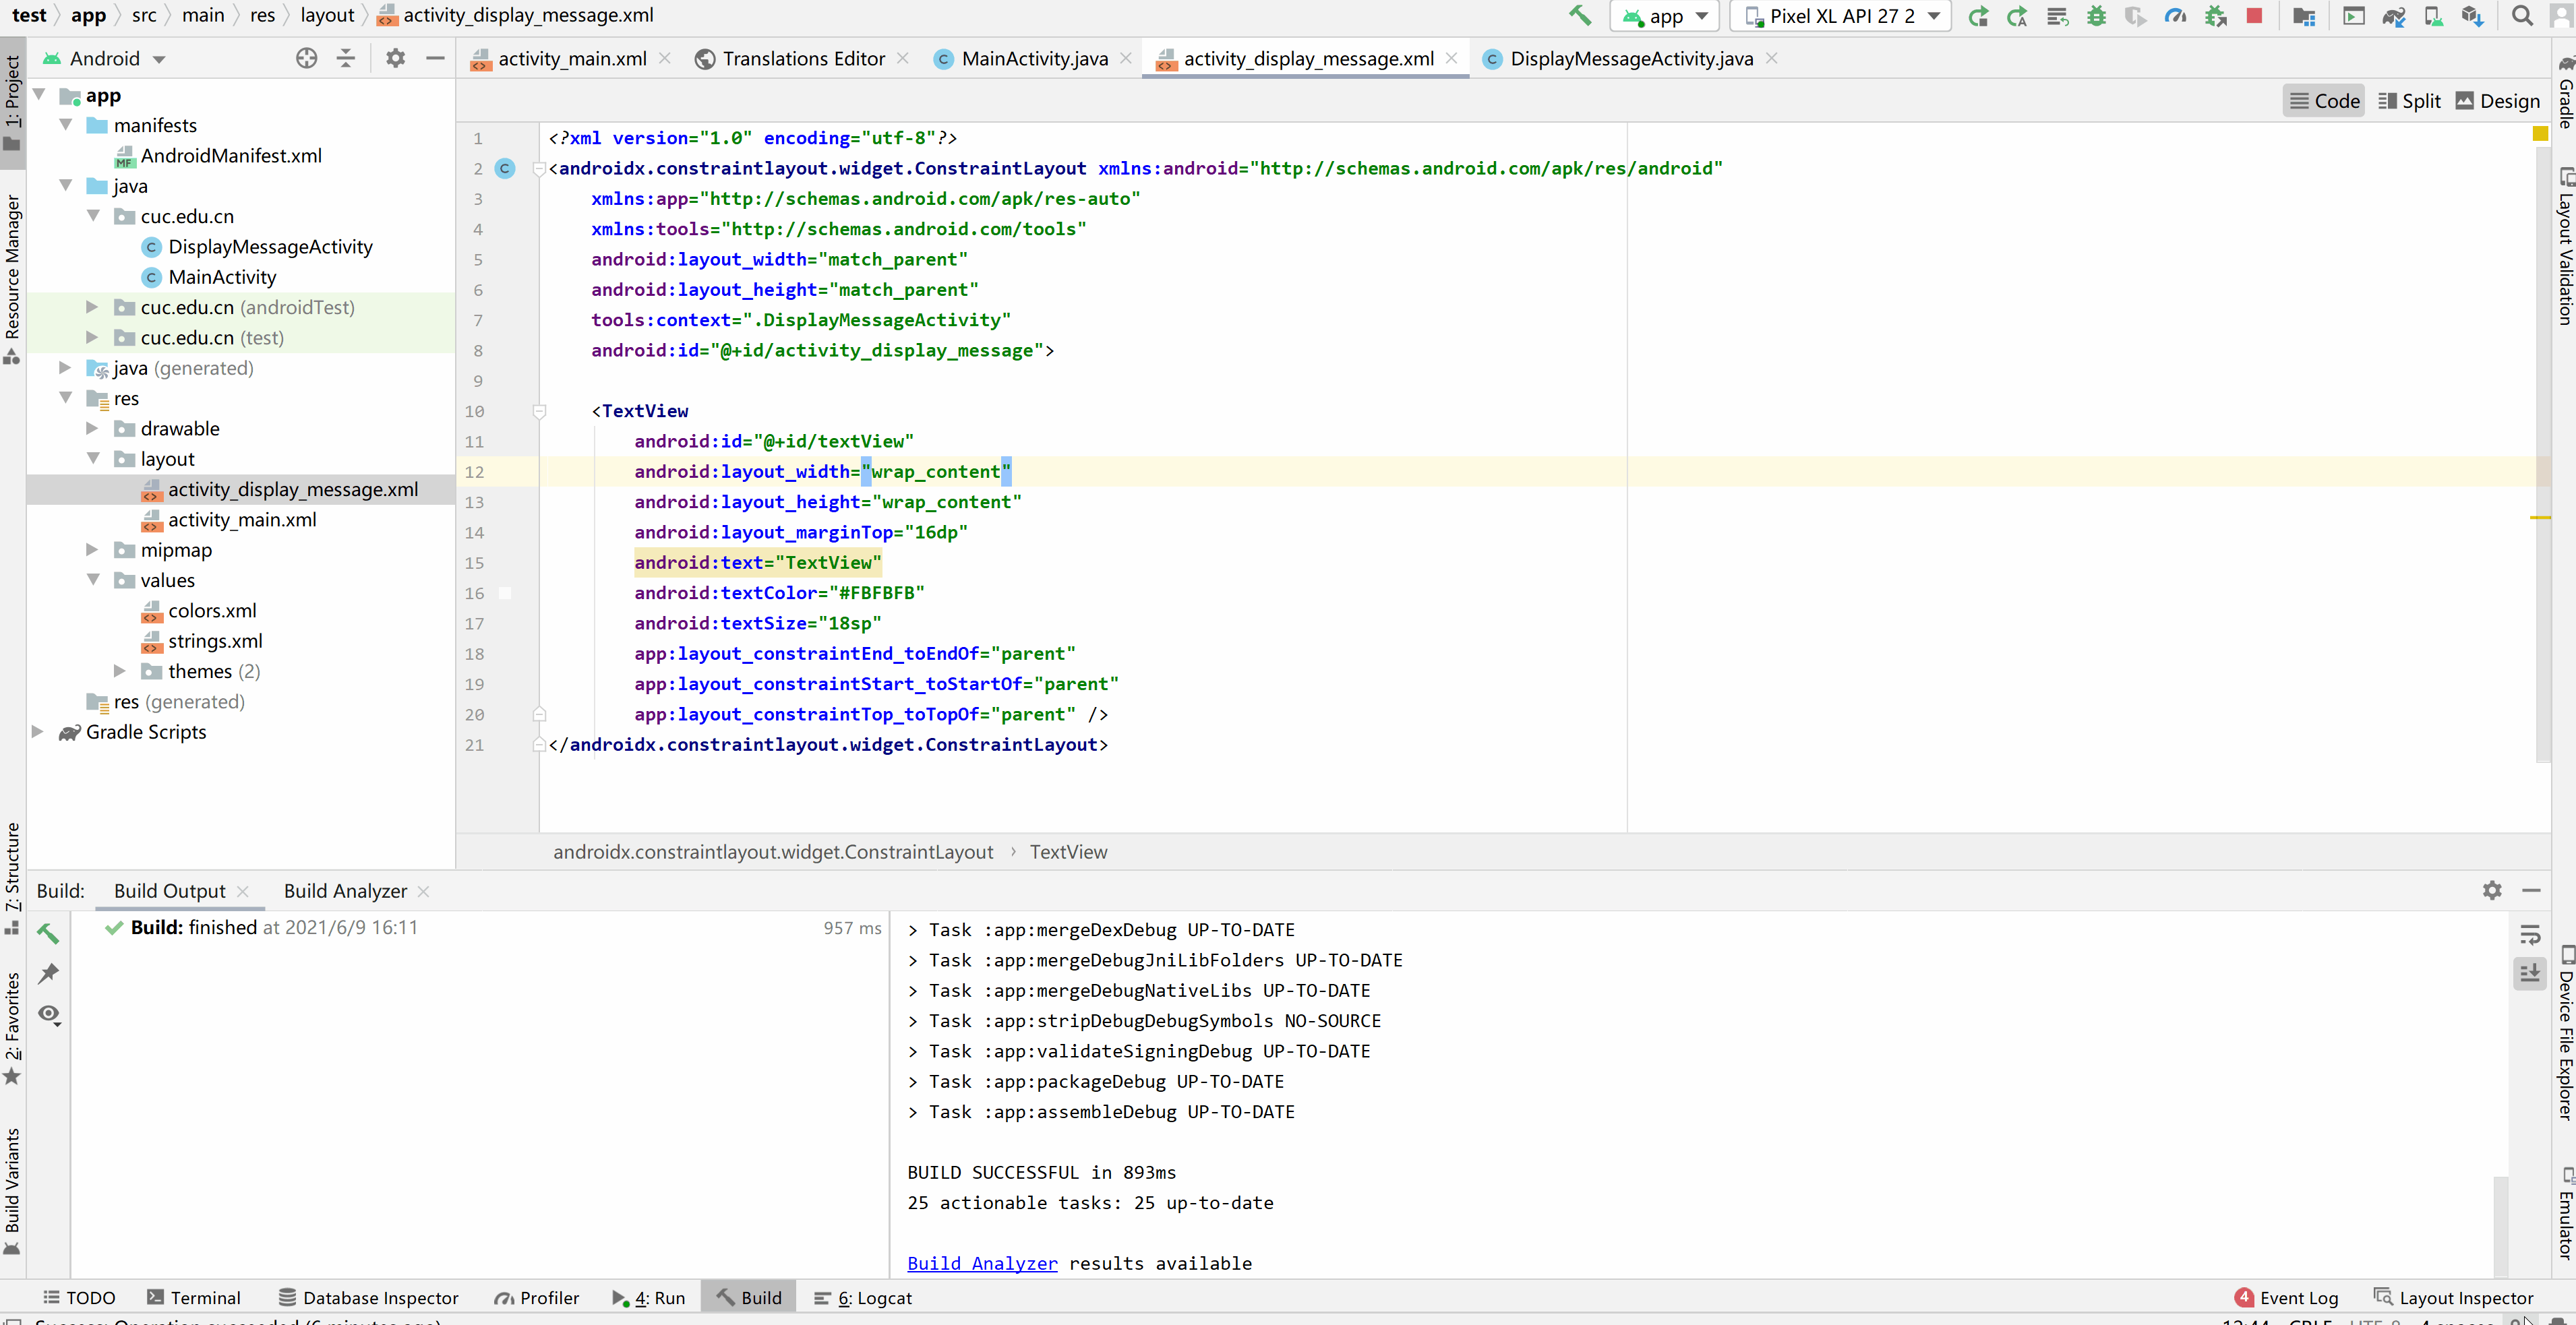 test app src main res layout activity_display_message.xml
app Pixel XL API 27 2
Android
activity_main.xml Translations Editor MainActivity.java activity_display_message.xml DisplayMessageActivity.java
Code Split Design
1: Project
Resource Manager
7: Structure
2: Favorites
Build Variants
app
manifests
AndroidManifest.xml
java
cuc.edu.cn
DisplayMessageActivity
MainActivity
cuc.edu.cn (androidTest)
cuc.edu.cn (test)
java (generated)
res
drawable
layout
activity_display_message.xml
activity_main.xml
mipmap
values
colors.xml
strings.xml
themes (2)
res (generated)
Gradle Scripts
1 <?xml version="1.0" encoding="utf-8"?>
2 <androidx.constraintlayout.widget.ConstraintLayout xmlns:android="http://schemas.android.com/apk/res/android"
3 xmlns:app="http://schemas.android.com/apk/res-auto"
4 xmlns:tools="http://schemas.android.com/tools"
5 android:layout_width="match_parent"
6 android:layout_height="match_parent"
7 tools:context=".DisplayMessageActivity"
8 android:id="@+id/activity_display_message">
9
10 <TextView
11 android:id="@+id/textView"
12 android:layout_width="wrap_content"
13 android:layout_height="wrap_content"
14 android:layout_marginTop="16dp"
15 android:text="TextView"
16 android:textColor="#FBFBFB"
17 android:textSize="18sp"
18 app:layout_constraintEnd_toEndOf="parent"
19 app:layout_constraintStart_toStartOf="parent"
20 app:layout_constraintTop_toTopOf="parent" />
21 </androidx.constraintlayout.widget.ConstraintLayout>
androidx.constraintlayout.widget.ConstraintLayout › TextView
Gradle
Layout Validation
Device File Explorer
Emulator
Build: Build Output Build Analyzer
Build: finished at 2021/6/9 16:11 957 ms
> Task :app:mergeDexDebug UP-TO-DATE
> Task :app:mergeDebugJniLibFolders UP-TO-DATE
> Task :app:mergeDebugNativeLibs UP-TO-DATE
> Task :app:stripDebugDebugSymbols NO-SOURCE
> Task :app:validateSigningDebug UP-TO-DATE
> Task :app:packageDebug UP-TO-DATE
> Task :app:assembleDebug UP-TO-DATE
BUILD SUCCESSFUL in 893ms
25 actionable tasks: 25 up-to-date
Build Analyzer results available
TODO Terminal Database Inspector Profiler 4: Run Build 6: Logcat 4 Event Log Layout Inspector
Success: Operation succeeded (6 minutes ago) 12:44 CRLF UTF-8 4 spaces